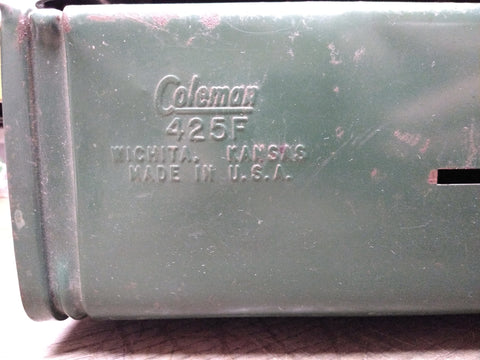 Coleman
425F
WICHITA, KANSAS
MADE IN U.S.A.